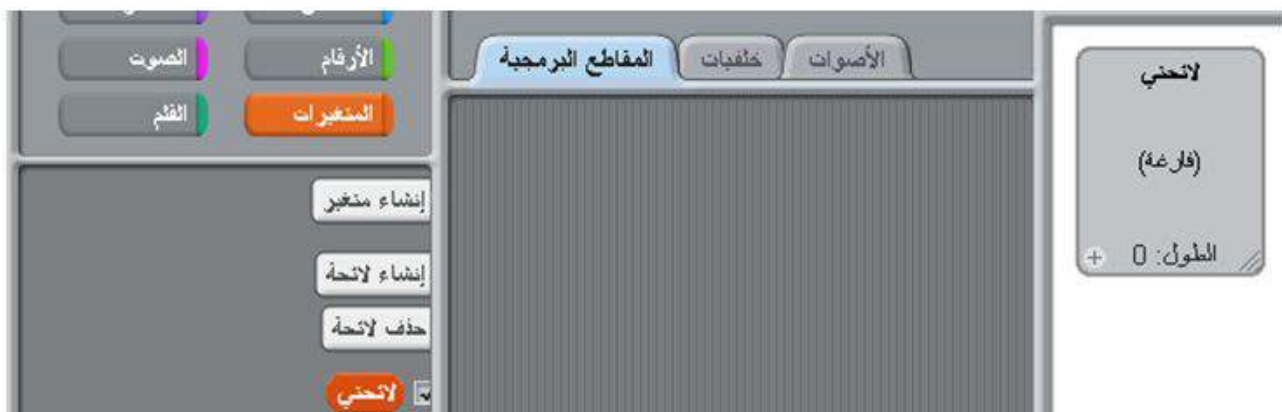 الأرقام
الصوت
المتغيرات
القلم
إنشاء متغير
إنشاء لائحة
حذف لائحة
لائحتي
المقاطع البرمجية
خلفيات
الأصوات
لائحتي
(فارغة)
الطول: 0
+